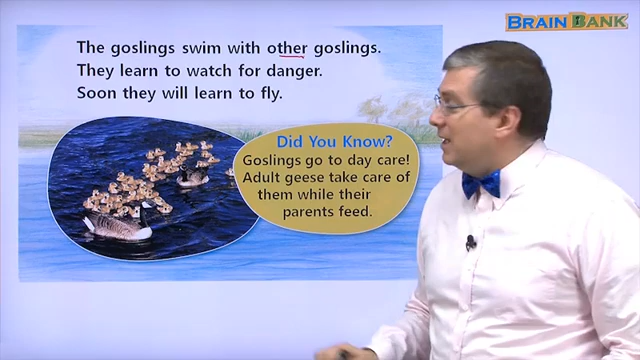 BRAIN BANK
The goslings swim with other goslings.
They learn to watch for danger.
Soon they will learn to fly.
Did You Know?
Goslings go to day care!
Adult geese take care of
them while their
parents feed.